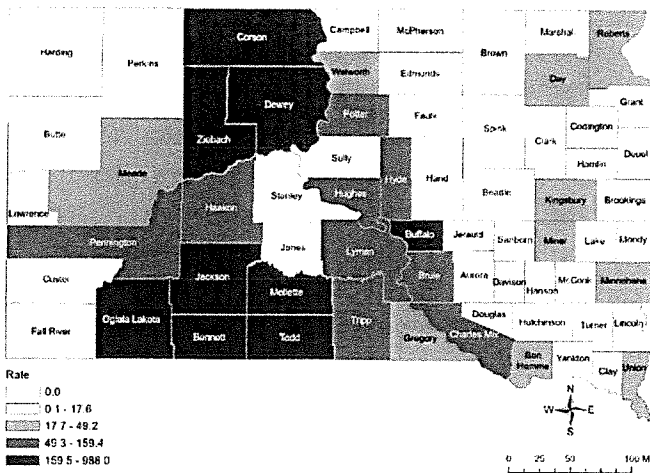 Harding
Perkins
Corson
Campbell
McPherson
Brown
Marshal
Roberts
Walworth
Edmunds
Day
Dewey
Ziebach
Potter
Faulk
Grant
Butte
Meade
Spink
Clark
Codington
Hamlin
Deuel
Sully
Hyde
Hand
Stanley
Hughes
Beadle
Kingsbury
Brookings
Lawrence
Haakon
Pennington
Buffalo
Jerauld
Sanborn
Miner
Lake
Moody
Lyman
Jones
Custer
Jackson
Brule
Aurora
Davison
Hanson
McCook
Minnehaha
Mellette
Fall River
Oglala Lakota
Bennett
Todd
Tripp
Gregory
Charles Mix
Douglas
Hutchinson
Turner
Lincoln
Bon Homme
Yankton
Clay
Union
Rate
0.0
0.1 - 17.6
17.7 - 49.2
49.3 - 159.4
159.5 - 988.0
N
W
E
S
0 25 50 100 M